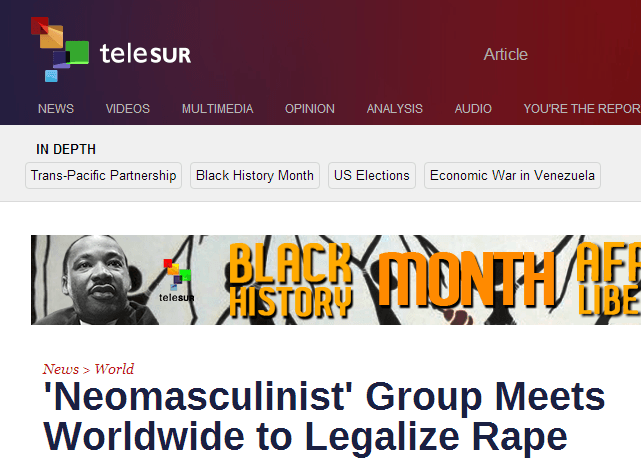 teleSUR
Article
NEWS VIDEOS MULTIMEDIA OPINION ANALYSIS AUDIO YOU'RE THE REPOR
IN DEPTH
Trans-Pacific Partnership Black History Month US Elections Economic War in Venezuela
BLACK HISTORY MONTH AFR
LIBE
teleSUR
News > World
'Neomasculinist' Group Meets
Worldwide to Legalize Rape